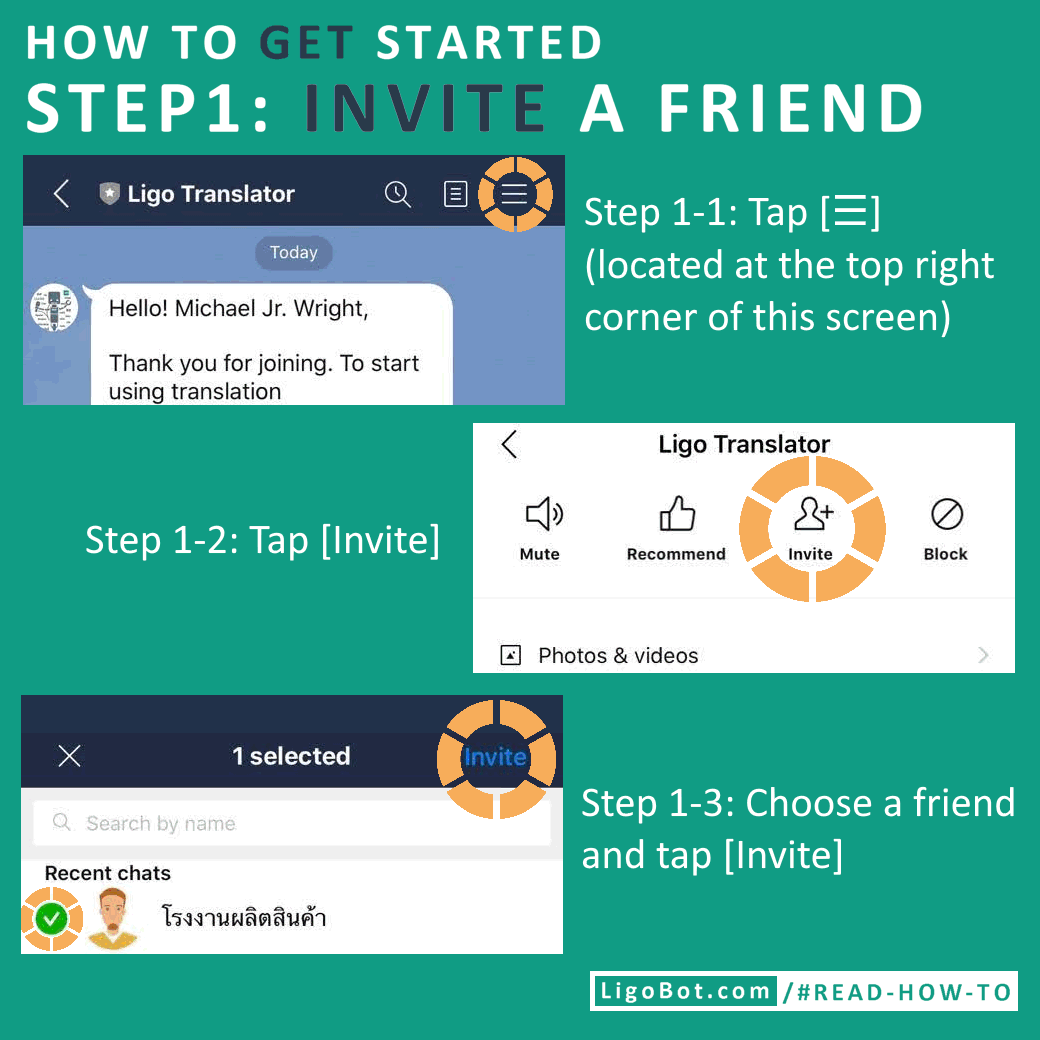 HOW TO GET STARTED
STEP1: INVITE A FRIEND
Ligo Translator
Today
Hello! Michael Jr. Wright,
Thank you for joining. To start
using translation
Step 1-1: Tap [☰]
(located at the top right
corner of this screen)
Step 1-2: Tap [Invite]
Ligo Translator
Mute Recommend Invite Block
Photos & videos
1 selected Invite
Search by name
Recent chats
โรงงานผลิตสินค้า
Step 1-3: Choose a friend
and tap [Invite]
LigoBot.com /#READ-HOW-TO